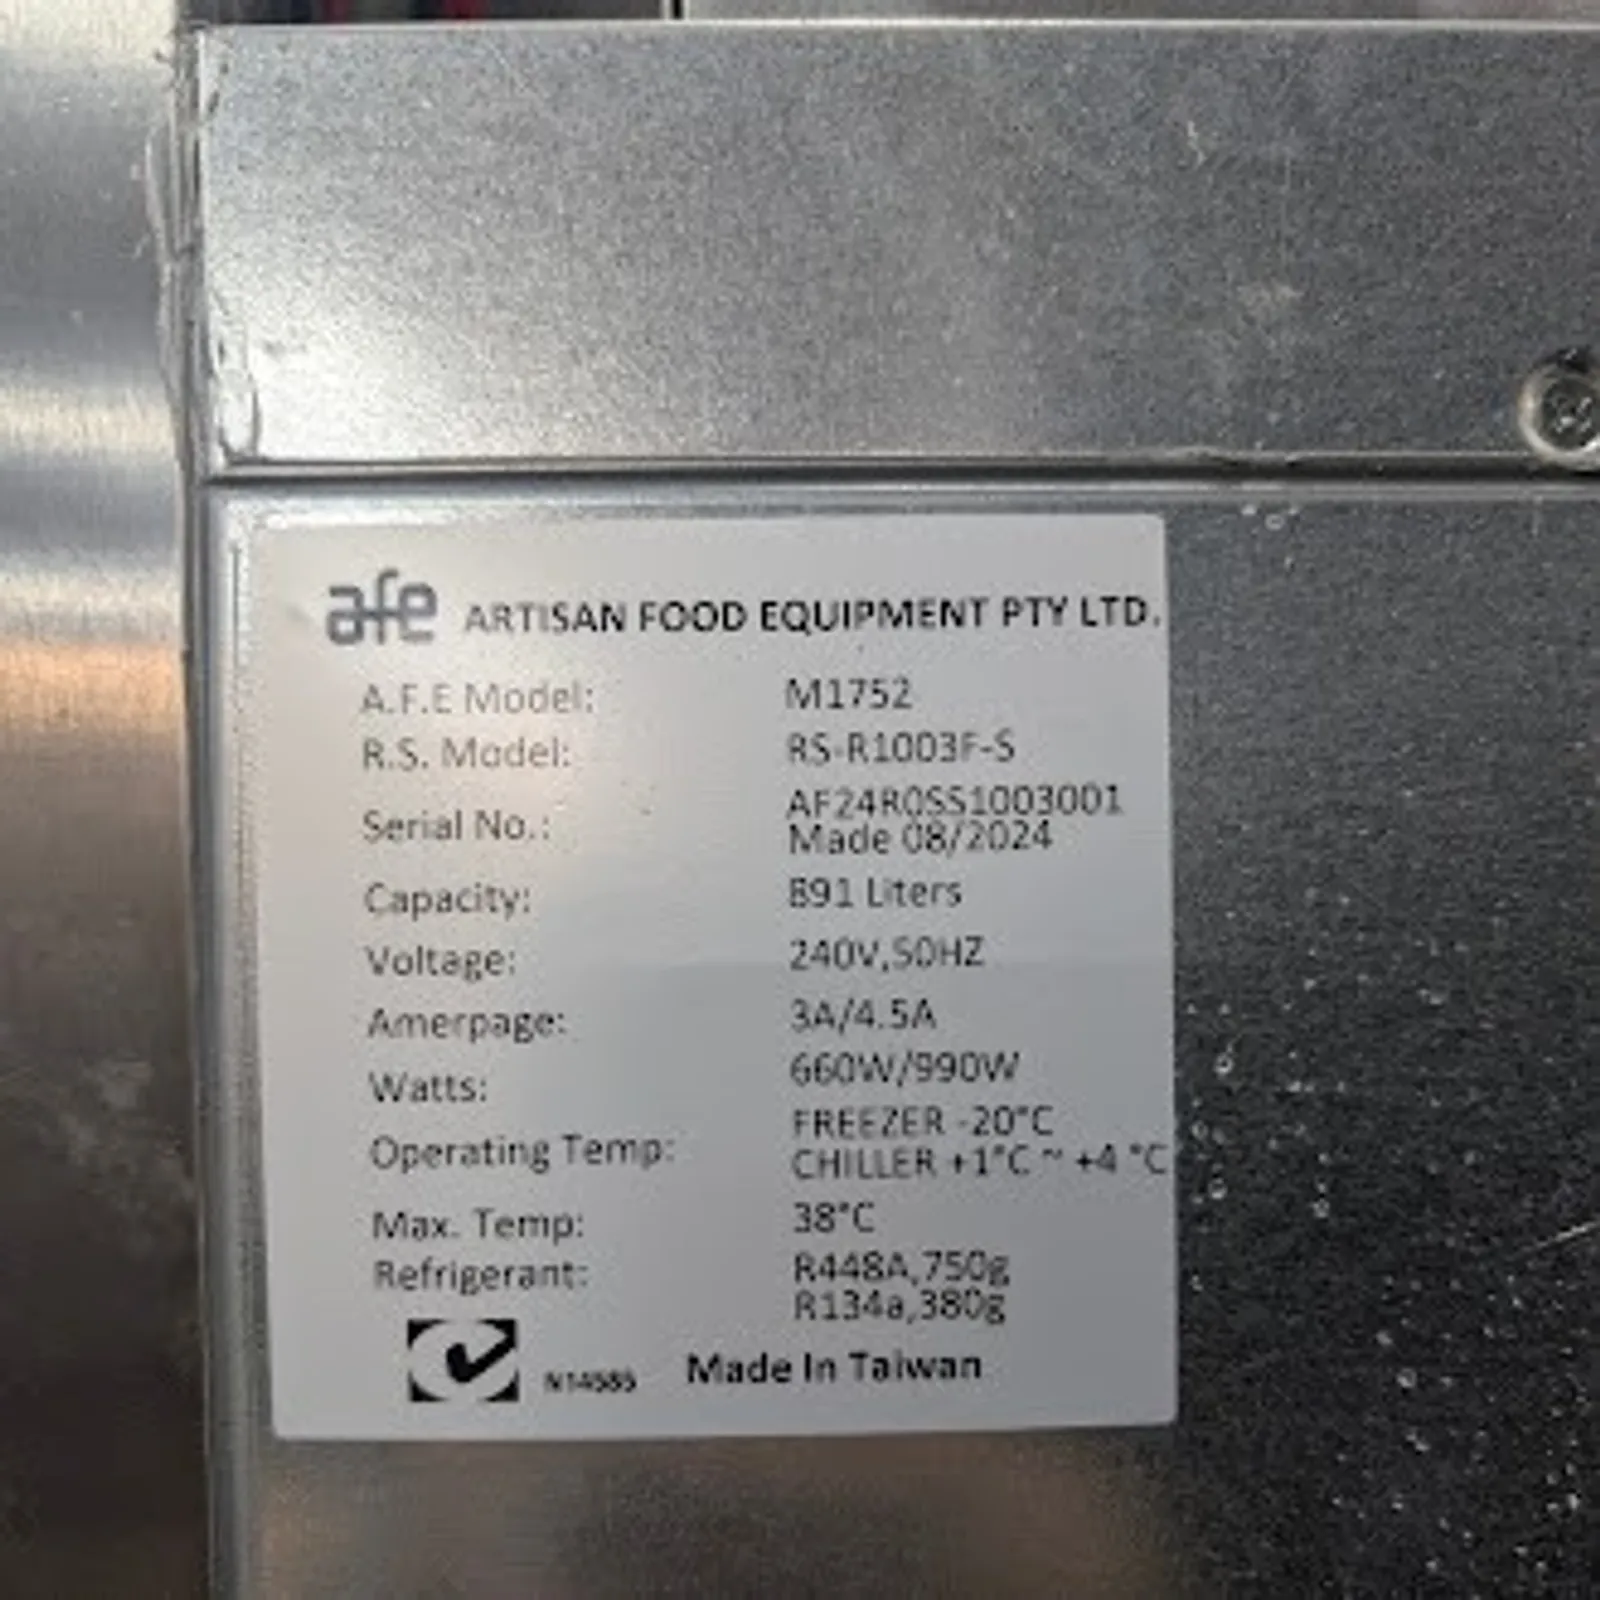 afe ARTISAN FOOD EQUIPMENT PTY LTD.
A.F.E Model: M1752
R.S. Model: RS-R1003F-S
Serial No.: AF24R0SS1003001
Made 08/2024
Capacity: 891 Liters
Voltage: 240V,50HZ
Amerpage: 3A/4.5A
Watts: 660W/990W
Operating Temp: FREEZER -20°C
CHILLER +1°C ~ +4 °C
Max. Temp: 38°C
Refrigerant: R448A,750g
R134a,380g
N14585 Made In Taiwan